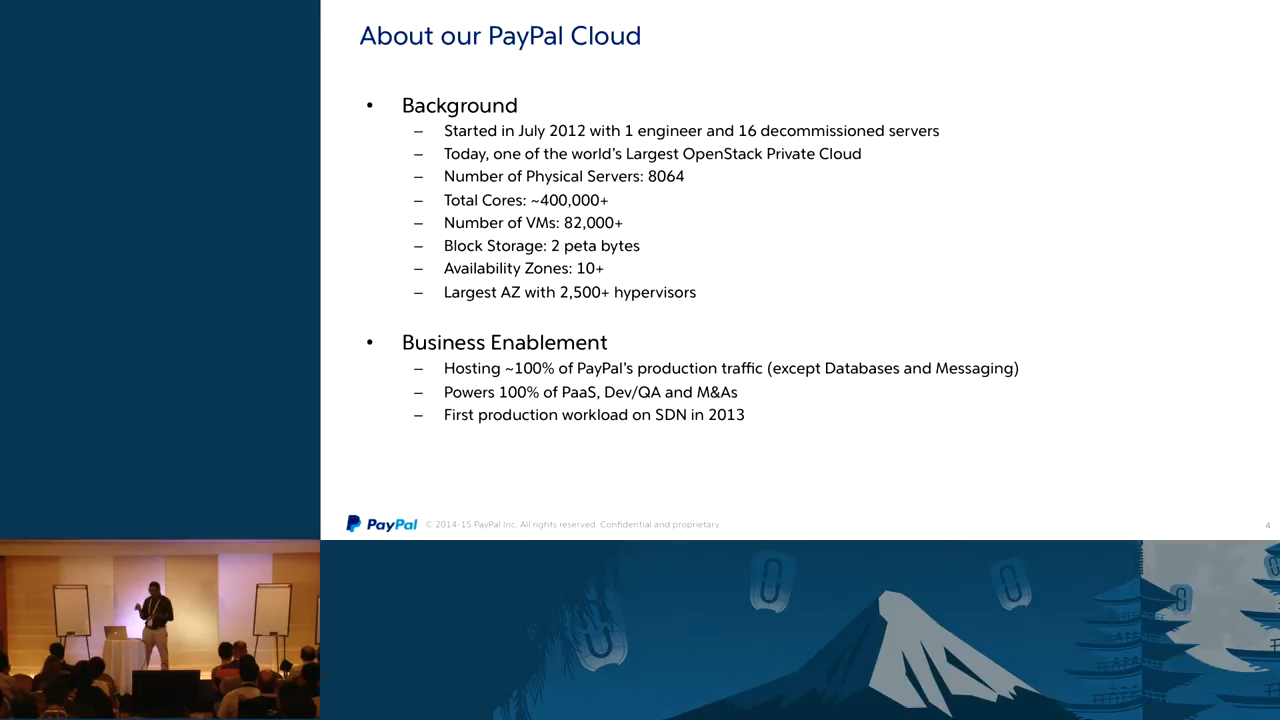 About our PayPal Cloud
• Background
– Started in July 2012 with 1 engineer and 16 decommissioned servers
– Today, one of the world's Largest OpenStack Private Cloud
– Number of Physical Servers: 8064
– Total Cores: ~400,000+
– Number of VMs: 82,000+
– Block Storage: 2 peta bytes
– Availability Zones: 10+
– Largest AZ with 2,500+ hypervisors
• Business Enablement
– Hosting ~100% of PayPal's production traffic (except Databases and Messaging)
– Powers 100% of PaaS, Dev/QA and M&As
– First production workload on SDN in 2013
PayPal © 2014-15 PayPal Inc. All rights reserved. Confidential and proprietary.
4